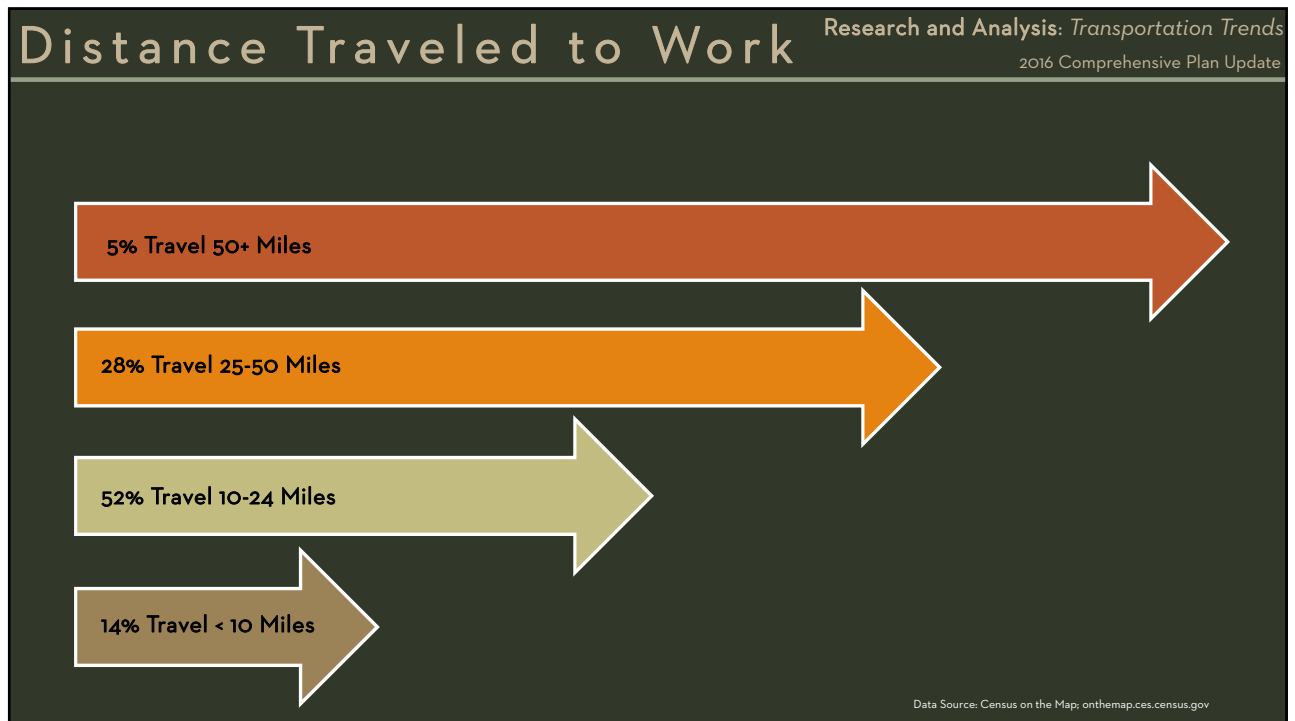 Distance Traveled to Work
Research and Analysis: Transportation Trends
2016 Comprehensive Plan Update
5% Travel 50+ Miles
28% Travel 25-50 Miles
52% Travel 10-24 Miles
14% Travel < 10 Miles
Data Source: Census on the Map; onthemap.ces.census.gov